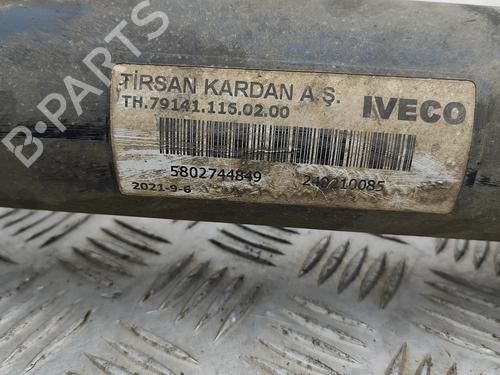 TİRSAN KARDAN A.Ş.
TH.79141.115.02.00
IVECO
5802744849
240210085
2021-9-6
B-PARTS